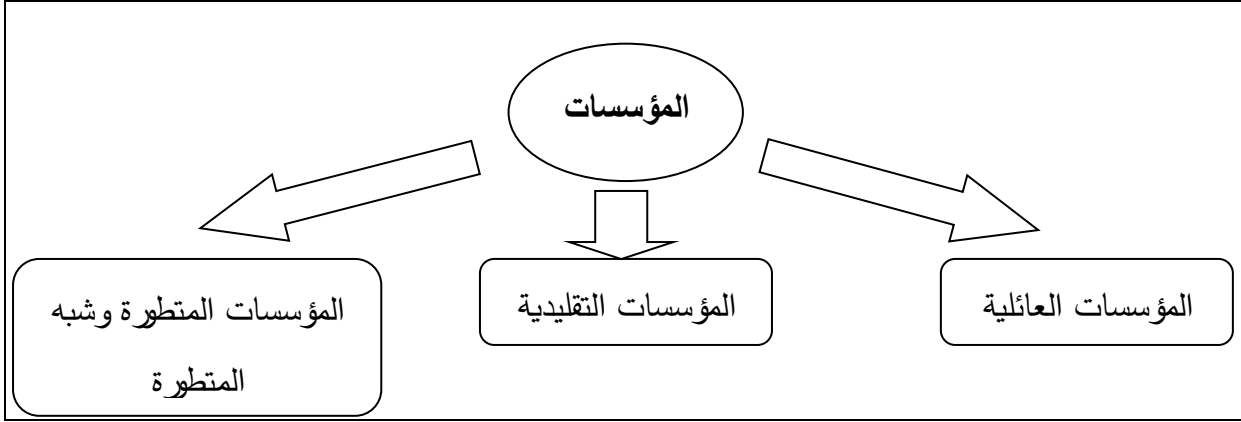 المؤسسات
المؤسسات العائلية
المؤسسات التقليدية
المؤسسات المتطورة وشبه
المتطورة